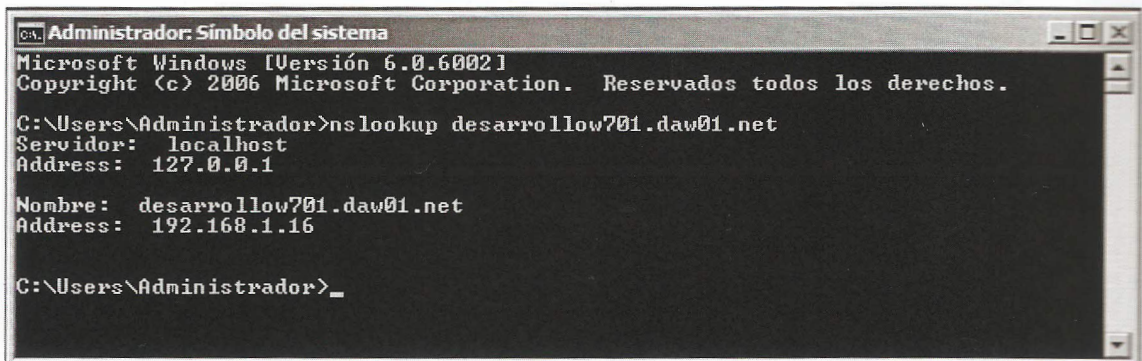 Administrador: Símbolo del sistema
Microsoft Windows [Versión 6.0.6002]
Copyright (c) 2006 Microsoft Corporation.  Reservados todos los derechos.
C:\Users\Administrador>nslookup desarrollow701.daw01.net
Servidor:  localhost
Address:  127.0.0.1
Nombre:  desarrollow701.daw01.net
Address:  192.168.1.16
C:\Users\Administrador>_